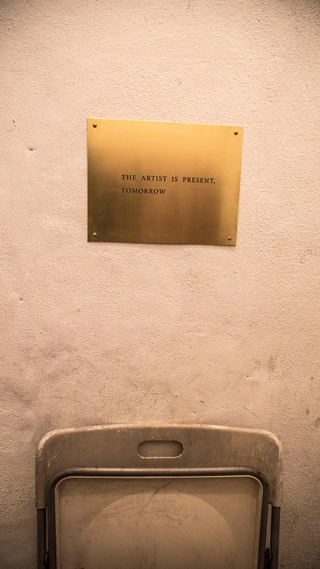 THE ARTIST IS PRESENT,
TOMORROW